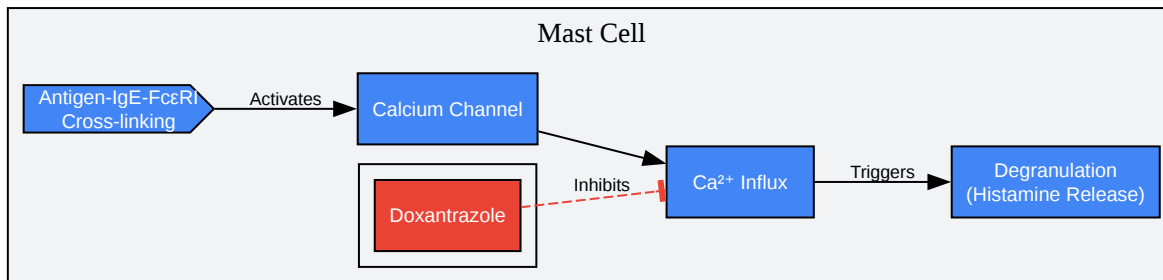 Mast Cell
Antigen-IgE-FcεRI
Cross-linking
Activates
Calcium Channel
Doxantrazole
Inhibits
Ca²⁺ Influx
Triggers
Degranulation
(Histamine Release)